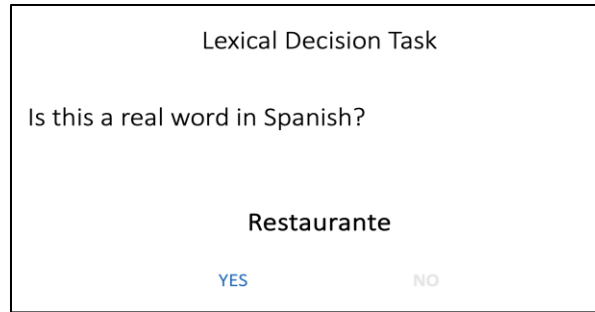 Lexical Decision Task
Is this a real word in Spanish?
Restaurante
YES NO